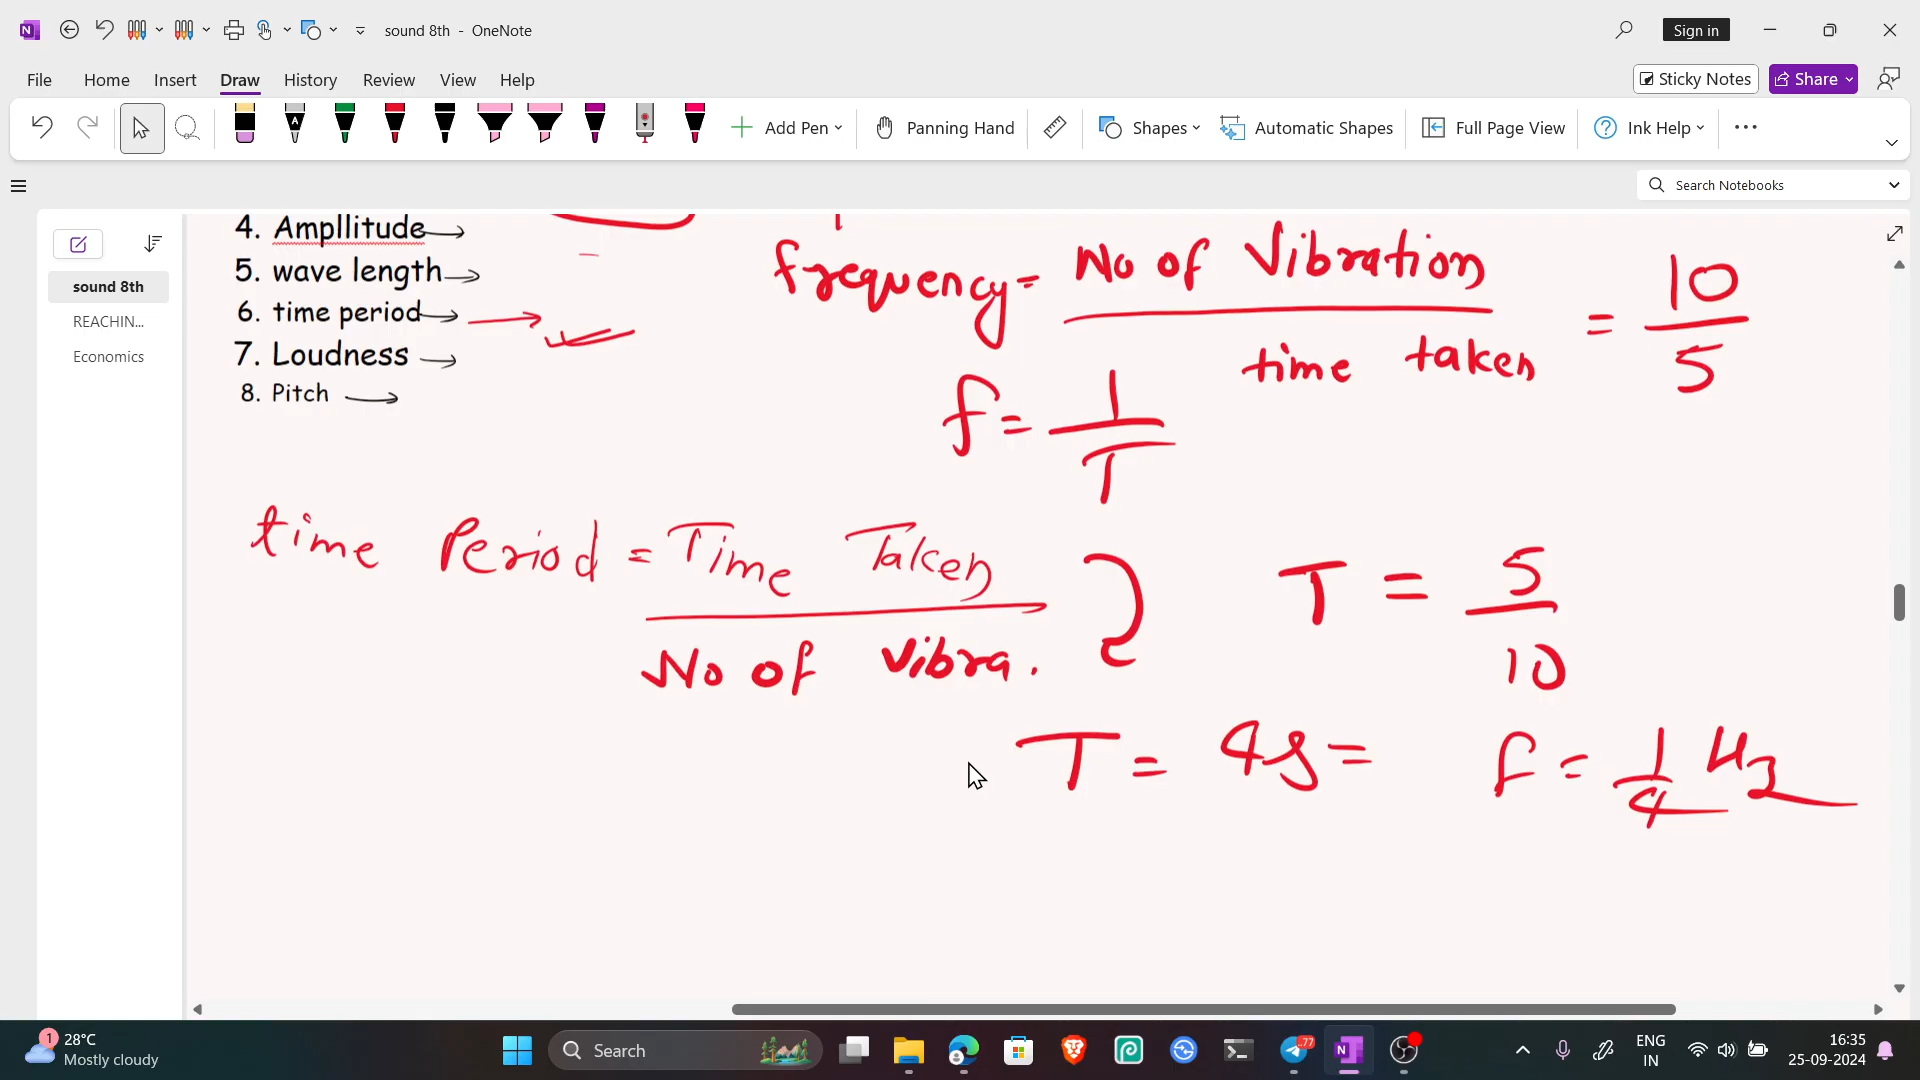 sound 8th - OneNote
Sign in
File Home Insert Draw History Review View Help
Sticky Notes Share
Add Pen Panning Hand Shapes Automatic Shapes Full Page View Ink Help
Search Notebooks
sound 8th
REACHIN...
Economics
4. Ampllitude
5. wave length
6. time period
7. Loudness
8. Pitch
frequency = No of Vibration / time taken = 10/5
f = 1/T
time Period = Time Taken / No of Vibra.
T = 5/10
T = 4s = f = 1/4 Hz
1
28°C
Mostly cloudy
Search
77
ENG
IN
16:35
25-09-2024